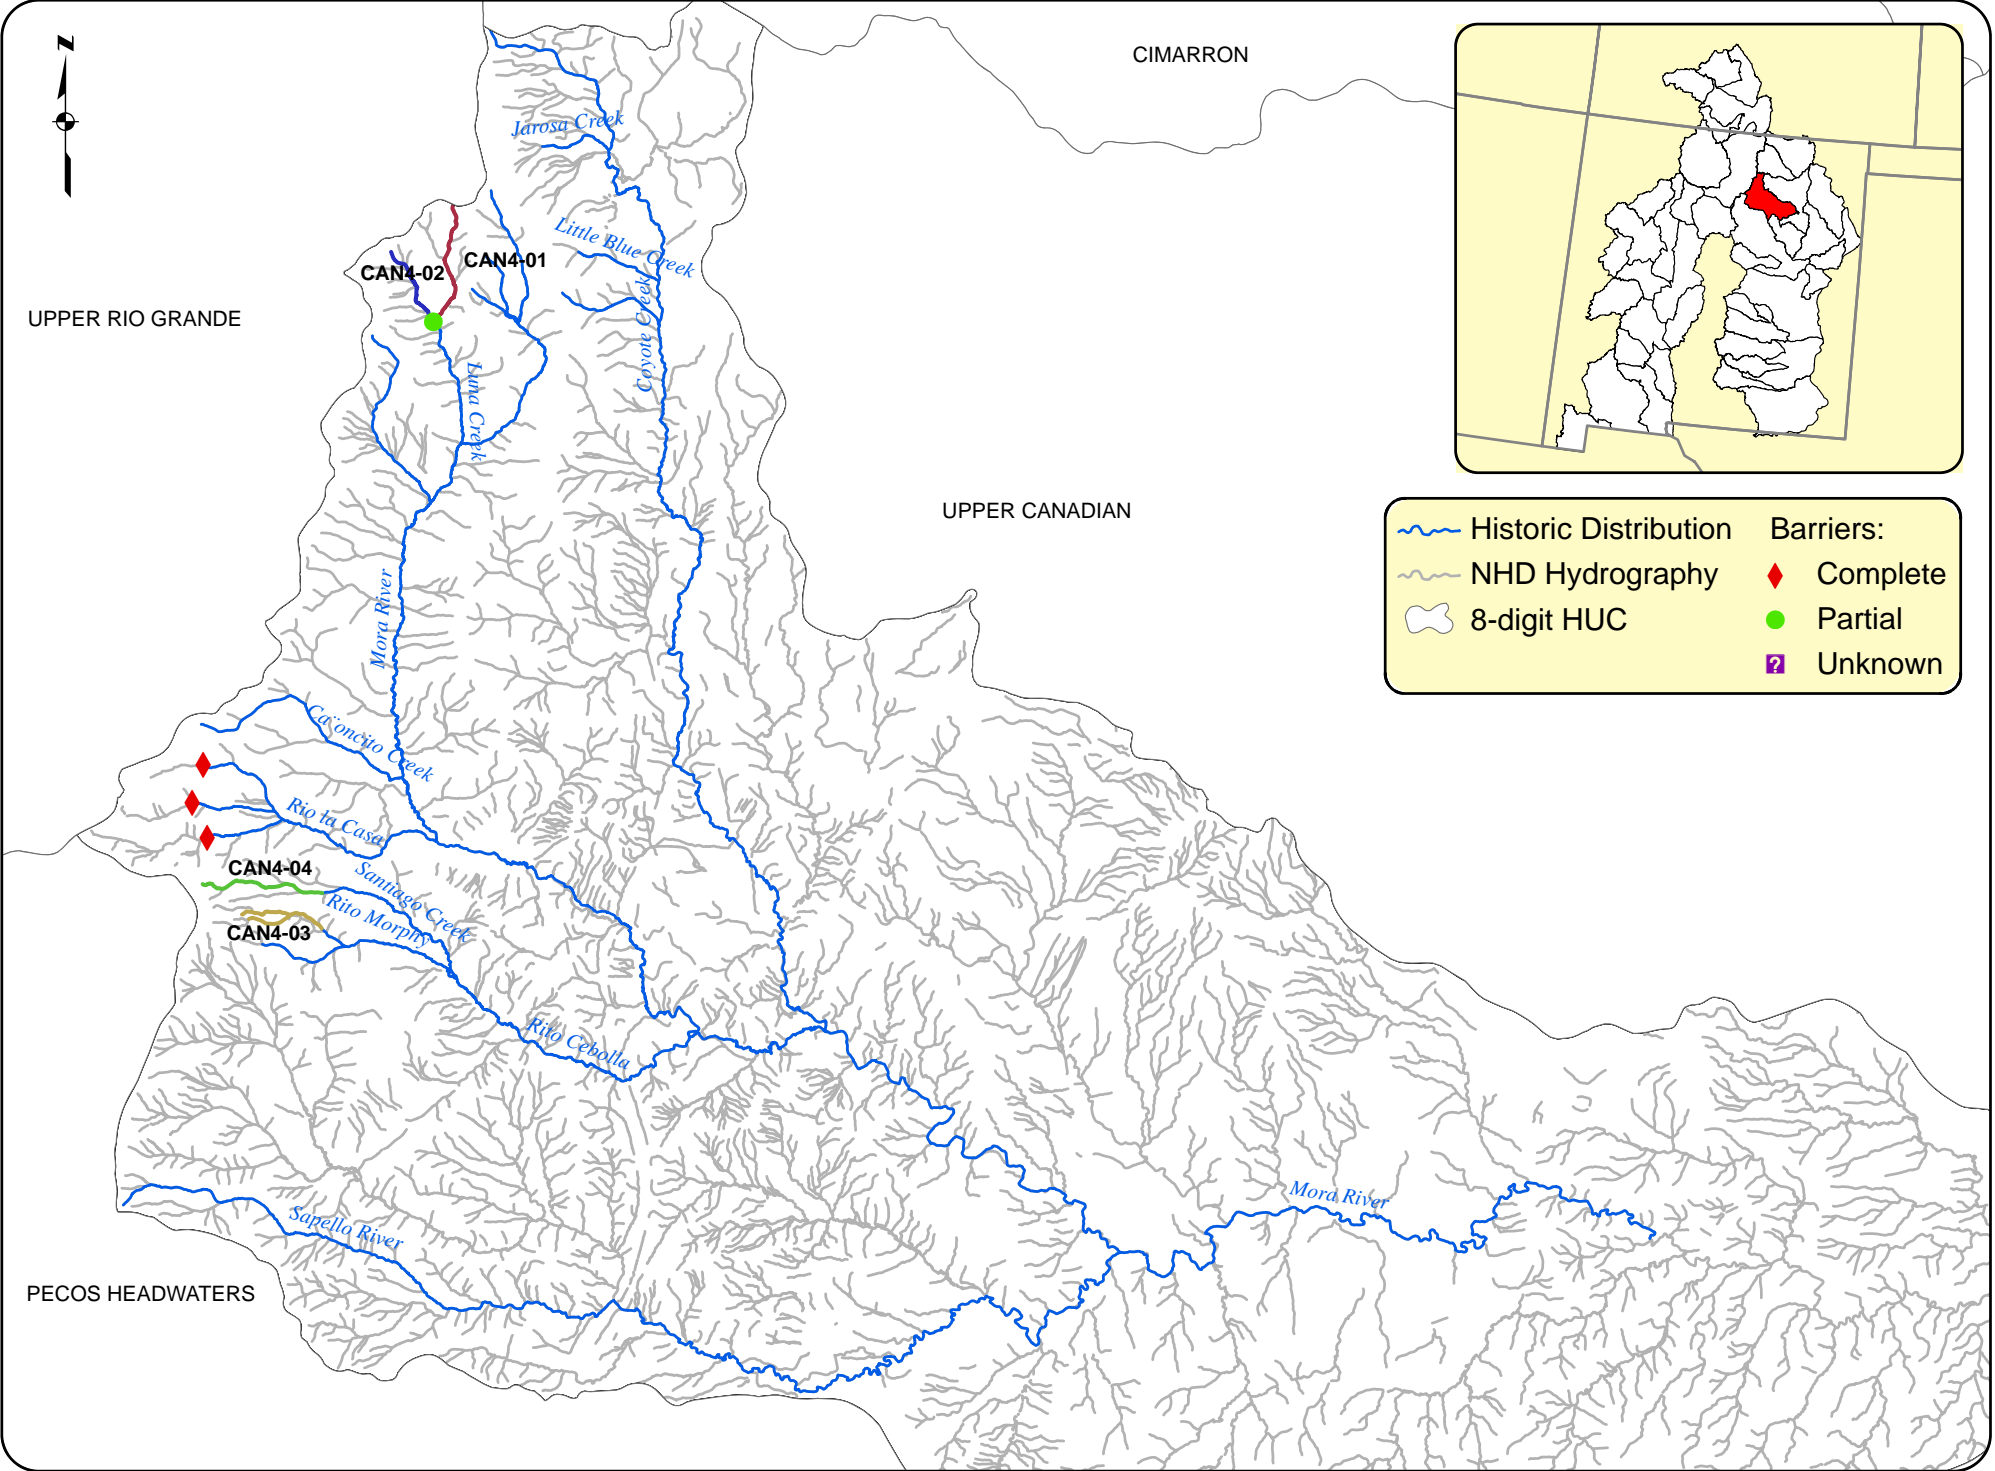 N
CIMARRON
Jarosa Creek
Little Blue Creek
CAN4-01
CAN4-02
UPPER RIO GRANDE
Coyote Creek
Luna Creek
UPPER CANADIAN
Historic Distribution
NHD Hydrography
8-digit HUC
Barriers:
Complete
Partial
?
Unknown
Mora River
Ca¨oncito Creek
Rio la Casa
CAN4-04
Santiago Creek
Rito Morphy
CAN4-03
Rito Cebolla
Mora River
Sapello River
PECOS HEADWATERS